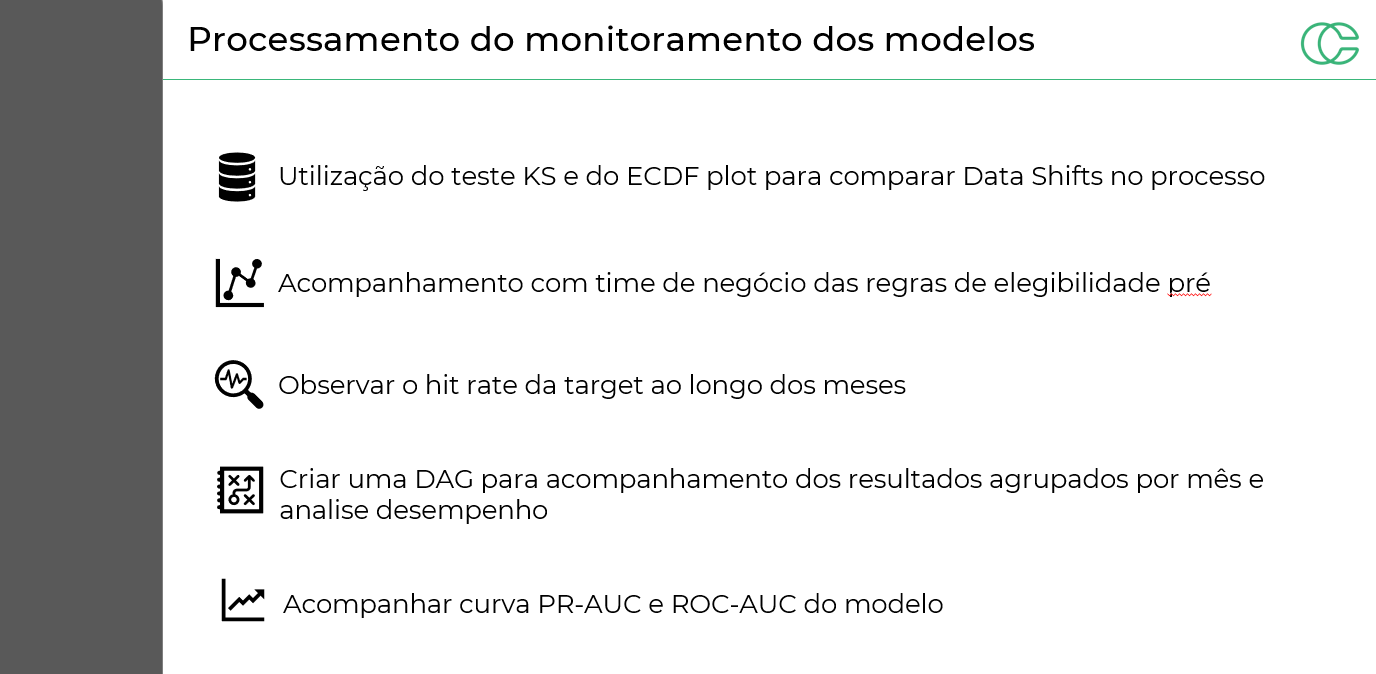 Processamento do monitoramento dos modelos
Utilização do teste KS e do ECDF plot para comparar Data Shifts no processo
Acompanhamento com time de negócio das regras de elegibilidade pré
Observar o hit rate da target ao longo dos meses
Criar uma DAG para acompanhamento dos resultados agrupados por mês e
analise desempenho
Acompanhar curva PR-AUC e ROC-AUC do modelo